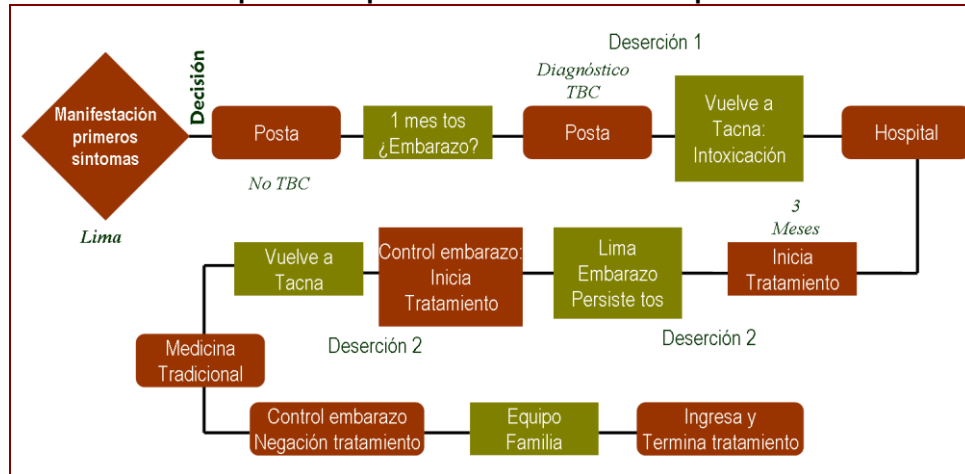 Deserción 1
Decisión
Manifestación
primeros
síntomas
Lima
Posta
No TBC
1 mes tos
¿Embarazo?
Diagnóstico
TBC
Posta
Vuelve a
Tacna:
Intoxicación
Hospital
3
Meses
Inicia
Tratamiento
Lima
Embarazo
Persiste tos
Deserción 2
Control embarazo:
Inicia
Tratamiento
Deserción 2
Vuelve a
Tacna
Medicina
Tradicional
Control embarazo
Negación tratamiento
Equipo
Familia
Ingresa y
Termina tratamiento